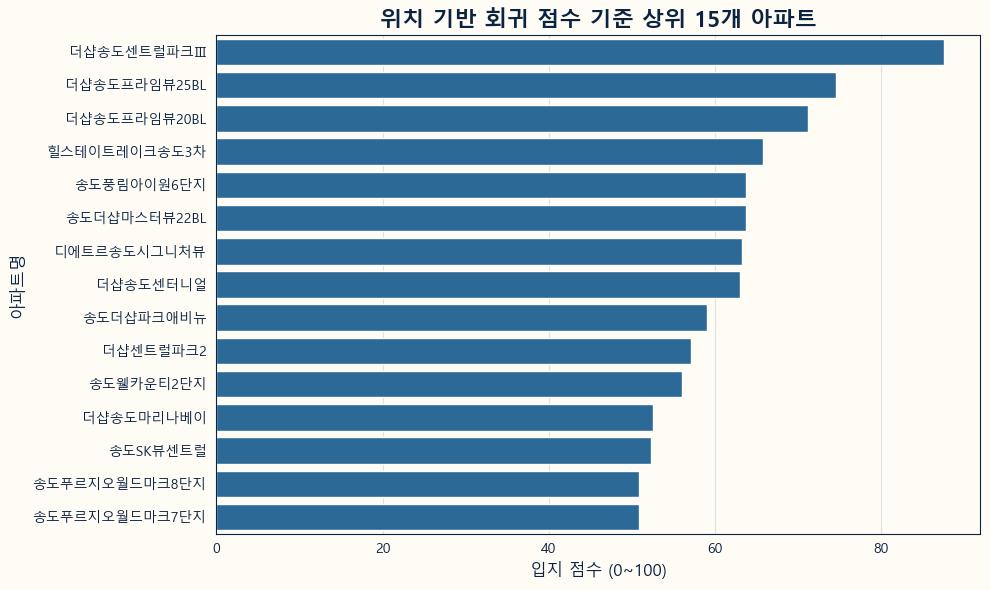 위치 기반 회귀 점수 기준 상위 15개 아파트
더샵송도센트럴파크Ⅲ
더샵송도프라임뷰25BL
더샵송도프라임뷰20BL
힐스테이트레이크송도3차
송도풍림아이원6단지
송도더샵마스터뷰22BL
디에트르송도시그니처뷰
더샵송도센터니얼
송도더샵파크애비뉴
더샵센트럴파크2
송도웰카운티2단지
더샵송도마리나베이
송도SK뷰센트럴
송도푸르지오월드마크8단지
송도푸르지오월드마크7단지
아파트명
0 20 40 60 80
입지 점수 (0~100)